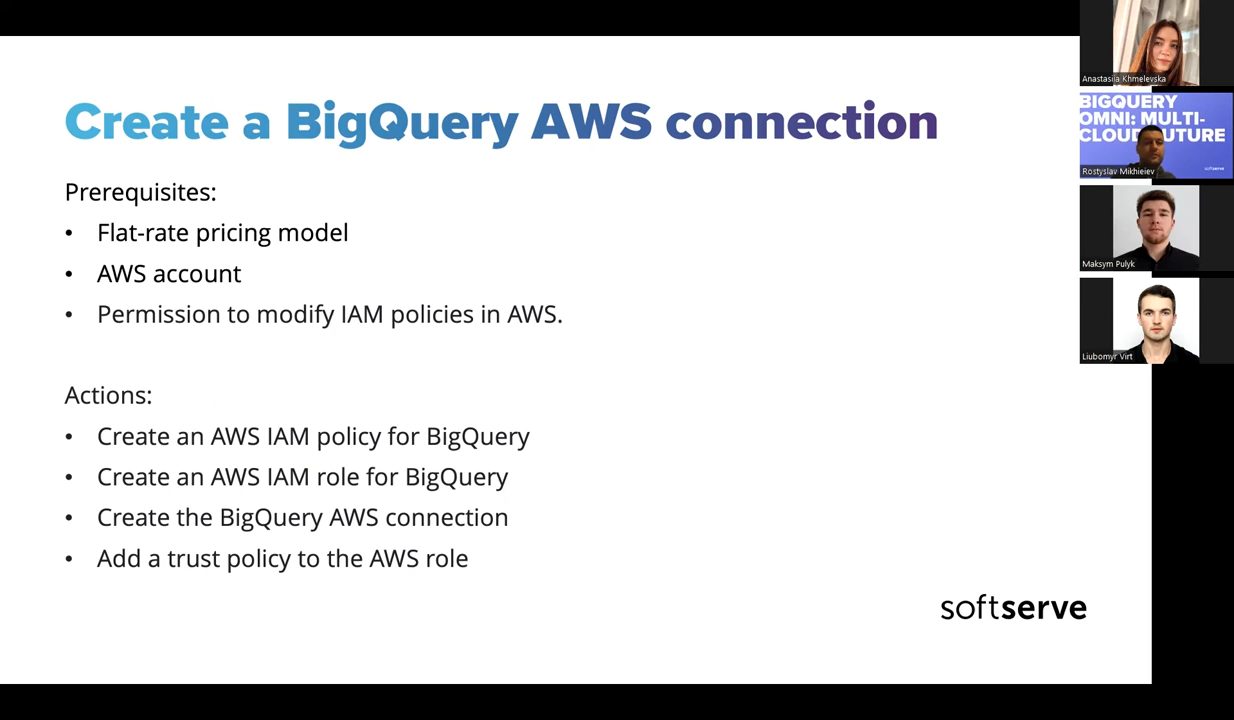 Create a BigQuery AWS connection
Prerequisites:
• Flat-rate pricing model
• AWS account
• Permission to modify IAM policies in AWS.
Actions:
• Create an AWS IAM policy for BigQuery
• Create an AWS IAM role for BigQuery
• Create the BigQuery AWS connection
• Add a trust policy to the AWS role
softserve
Anastasiia Khmelevska
BIGQUERY
OMNI: MULTI-
CLOUD FUTURE
softserve
Rostyslav Mikhieiev
Maksym Pulyk
Liubomyr Virt